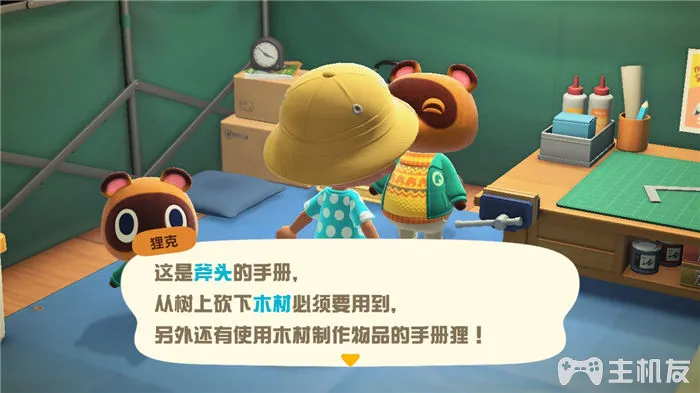 狸克
这是斧头的手册,
从树上砍下木材必须要用到,
另外还有使用木材制作物品的手册狸！
主机友